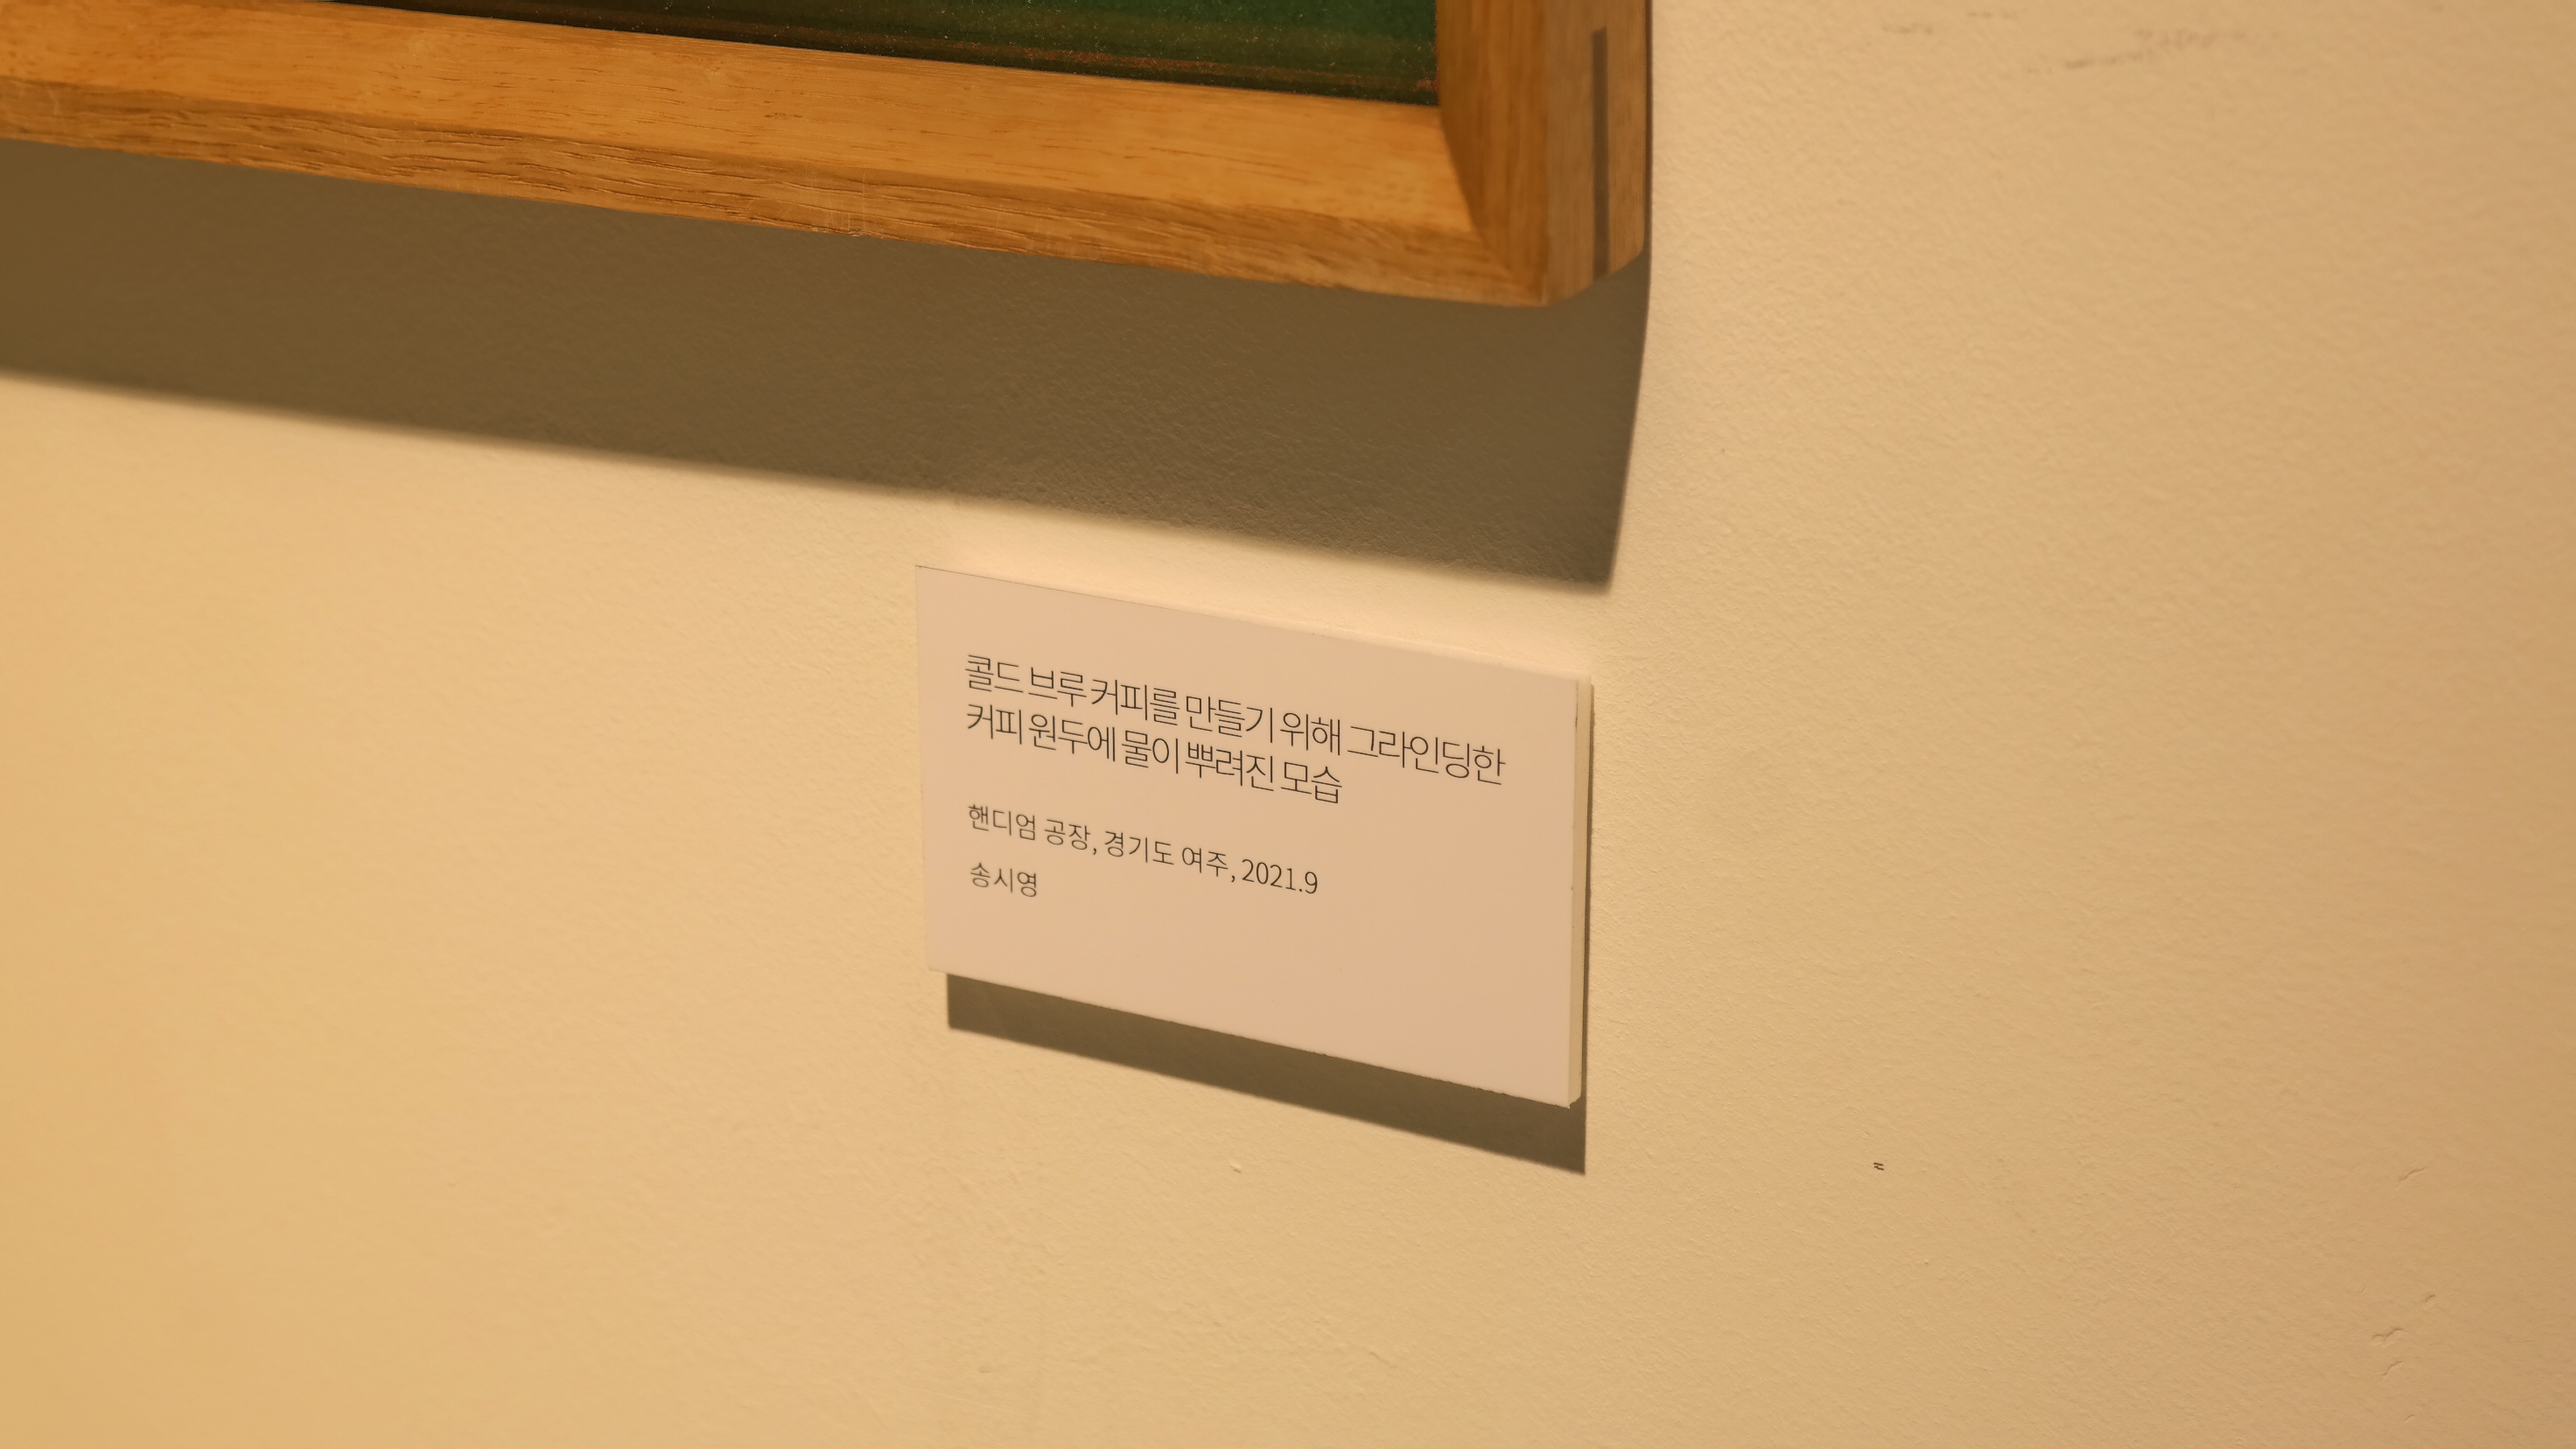 콜드 브루 커피를 만들기 위해 그라인딩한
커피 원두에 물이 뿌려진 모습
핸디엄 공장, 경기도 여주, 2021.9
송시영